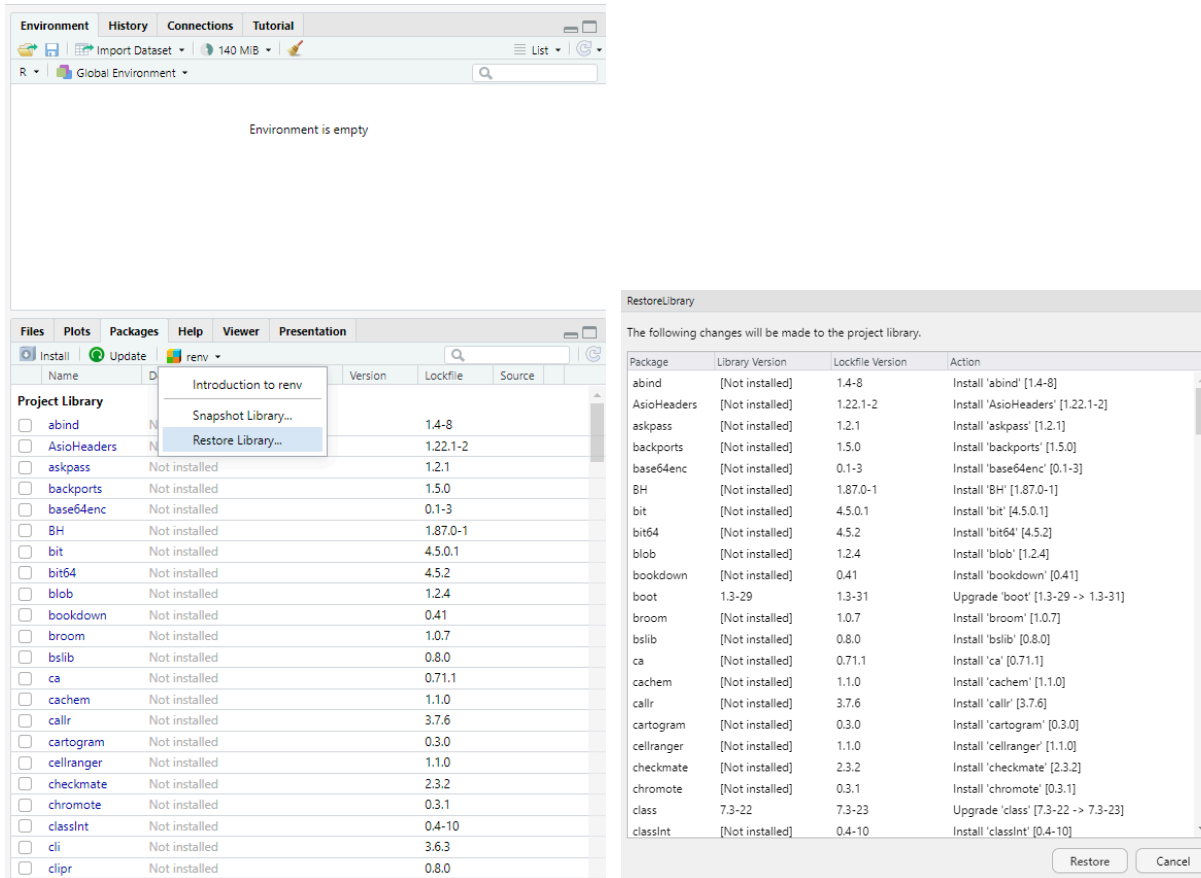 Environment History Connections Tutorial
Import Dataset 140 MiB List
R Global Environment
Environment is empty
Files Plots Packages Help Viewer Presentation
Install Update renv
Name D Version Lockfile Source
Introduction to renv
Snapshot Library...
Restore Library...
Project Library
abind N 1.4-8
AsioHeaders N 1.22.1-2
askpass Not installed 1.2.1
backports Not installed 1.5.0
base64enc Not installed 0.1-3
BH Not installed 1.87.0-1
bit Not installed 4.5.0.1
bit64 Not installed 4.5.2
blob Not installed 1.2.4
bookdown Not installed 0.41
broom Not installed 1.0.7
bslib Not installed 0.8.0
ca Not installed 0.71.1
cachem Not installed 1.1.0
callr Not installed 3.7.6
cartogram Not installed 0.3.0
cellranger Not installed 1.1.0
checkmate Not installed 2.3.2
chromote Not installed 0.3.1
classInt Not installed 0.4-10
cli Not installed 3.6.3
clipr Not installed 0.8.0
RestoreLibrary
The following changes will be made to the project library.
Package Library Version Lockfile Version Action
abind [Not installed] 1.4-8 Install 'abind' [1.4-8]
AsioHeaders [Not installed] 1.22.1-2 Install 'AsioHeaders' [1.22.1-2]
askpass [Not installed] 1.2.1 Install 'askpass' [1.2.1]
backports [Not installed] 1.5.0 Install 'backports' [1.5.0]
base64enc [Not installed] 0.1-3 Install 'base64enc' [0.1-3]
BH [Not installed] 1.87.0-1 Install 'BH' [1.87.0-1]
bit [Not installed] 4.5.0.1 Install 'bit' [4.5.0.1]
bit64 [Not installed] 4.5.2 Install 'bit64' [4.5.2]
blob [Not installed] 1.2.4 Install 'blob' [1.2.4]
bookdown [Not installed] 0.41 Install 'bookdown' [0.41]
boot 1.3-29 1.3-31 Upgrade 'boot' [1.3-29 -> 1.3-31]
broom [Not installed] 1.0.7 Install 'broom' [1.0.7]
bslib [Not installed] 0.8.0 Install 'bslib' [0.8.0]
ca [Not installed] 0.71.1 Install 'ca' [0.71.1]
cachem [Not installed] 1.1.0 Install 'cachem' [1.1.0]
callr [Not installed] 3.7.6 Install 'callr' [3.7.6]
cartogram [Not installed] 0.3.0 Install 'cartogram' [0.3.0]
cellranger [Not installed] 1.1.0 Install 'cellranger' [1.1.0]
checkmate [Not installed] 2.3.2 Install 'checkmate' [2.3.2]
chromote [Not installed] 0.3.1 Install 'chromote' [0.3.1]
class 7.3-22 7.3-23 Upgrade 'class' [7.3-22 -> 7.3-23]
classInt [Not installed] 0.4-10 Install 'classInt' [0.4-10]
Restore Cancel